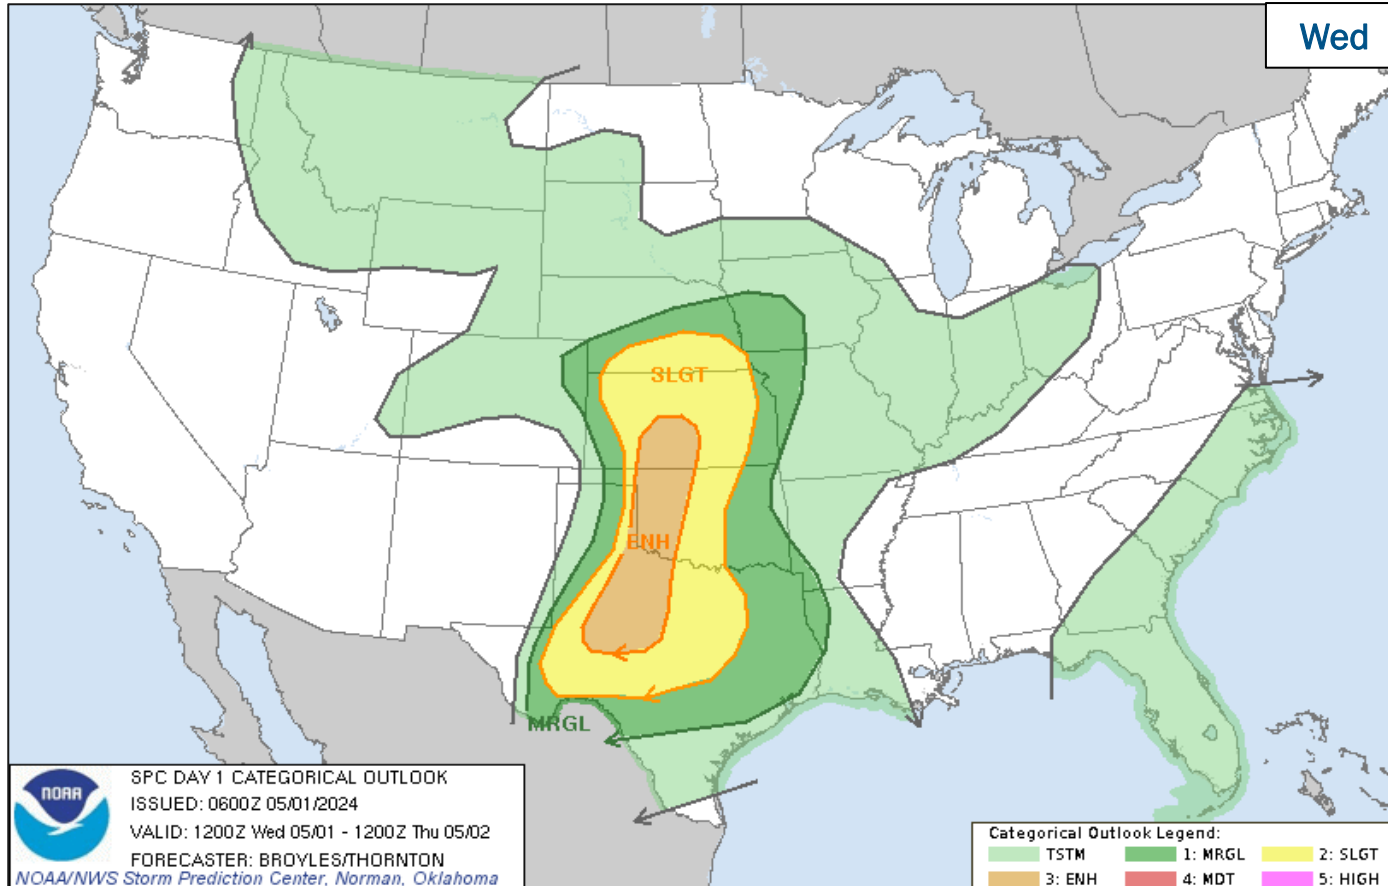 Wed
SLGT
ENH
MRGL
NOAA
SPC DAY 1 CATEGORICAL OUTLOOK
ISSUED: 0600Z 05/01/2024
VALID: 1200Z Wed 05/01 - 1200Z Thu 05/02
FORECASTER: BROYLES/THORNTON
NOAA/NWS Storm Prediction Center, Norman, Oklahoma
Categorical Outlook Legend:
TSTM 1: MRGL 2: SLGT
3: ENH 4: MDT 5: HIGH